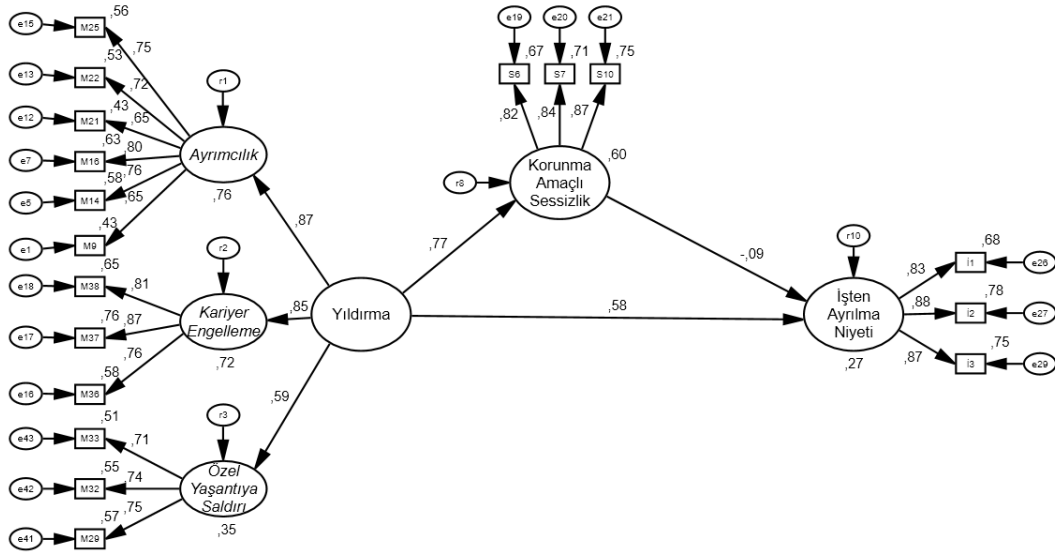 e15
M25
,56
,75
e13
M22
,53
,72
e12
M21
,43
,65
e7
M16
,63
,80
e5
M14
,58
,76
e1
M9
,43
,65
r1
Ayrımcılık
,76
,87
e18
M38
,65
,81
e17
M37
,76
,87
e16
M36
,58
,76
r2
Kariyer
Engelleme
,72
,85
e43
M33
,51
,71
e42
M32
,55
,74
e41
M29
,57
,75
r3
Özel
Yaşantıya
Saldırı
,35
,59
Yıldırma
,77
,58
e19
e20
e21
,67
,71
,75
S6
S7
S10
,82
,84
,87
r8
Korunma
Amaçlı
Sessizlik
,60
-,09
r10
İşten
Ayrılma
Niyeti
,27
,83
İ1
,68
e26
,88
İ2
,78
e27
,87
İ3
,75
e29